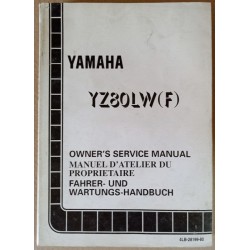 YAMAHA
YZ80LW(F)
OWNER'S SERVICE MANUAL
MANUEL D'ATELIER DU
PROPRIETAIRE
FAHRER- UND
WARTUNGS-HANDBUCH